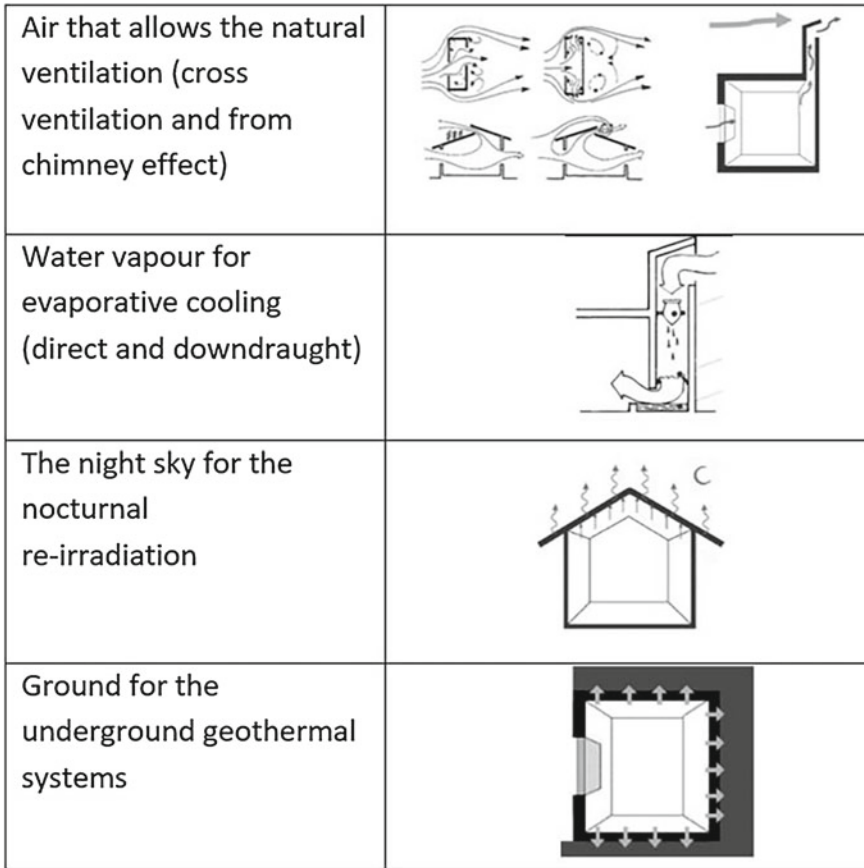 Air that allows the natural
ventilation (cross
ventilation and from
chimney effect)
Water vapour for
evaporative cooling
(direct and downdraught)
The night sky for the
nocturnal
re-irradiation
Ground for the
underground geothermal
systems